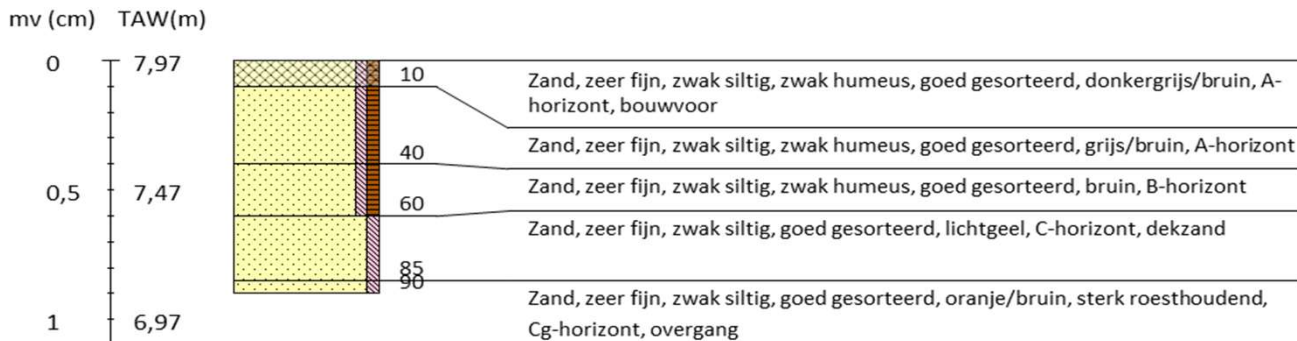 mv (cm) TAW(m)
0 7,97
10
Zand, zeer fijn, zwak siltig, zwak humeus, goed gesorteerd, donkergrijs/bruin, A-
horizont, bouwvoor
40
Zand, zeer fijn, zwak siltig, zwak humeus, goed gesorteerd, grijs/bruin, A-horizont
0,5 7,47
Zand, zeer fijn, zwak siltig, zwak humeus, goed gesorteerd, bruin, B-horizont
60
Zand, zeer fijn, zwak siltig, goed gesorteerd, lichtgeel, C-horizont, dekzand
85
90
Zand, zeer fijn, zwak siltig, goed gesorteerd, oranje/bruin, sterk roesthoudend,
1 6,97
Cg-horizont, overgang